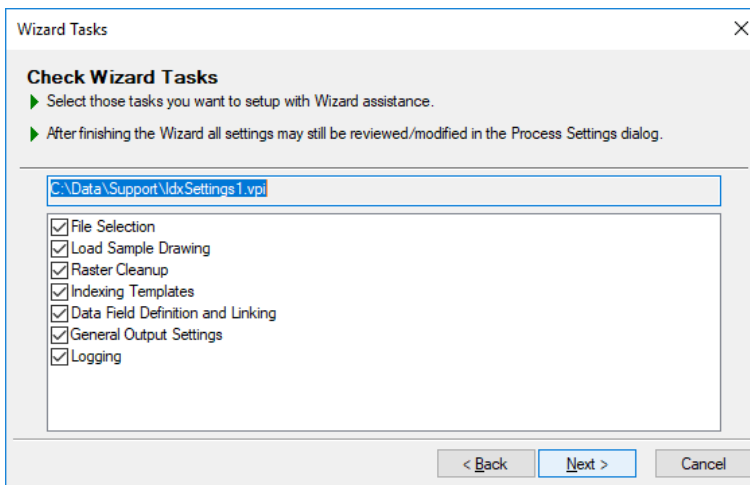 Wizard Tasks
Check Wizard Tasks
Select those tasks you want to setup with Wizard assistance.
After finishing the Wizard all settings may still be reviewed/modified in the Process Settings dialog.
C:\Data\Support\IdxSettings1.vpi
File Selection
Load Sample Drawing
Raster Cleanup
Indexing Templates
Data Field Definition and Linking
General Output Settings
Logging
< Back Next > Cancel